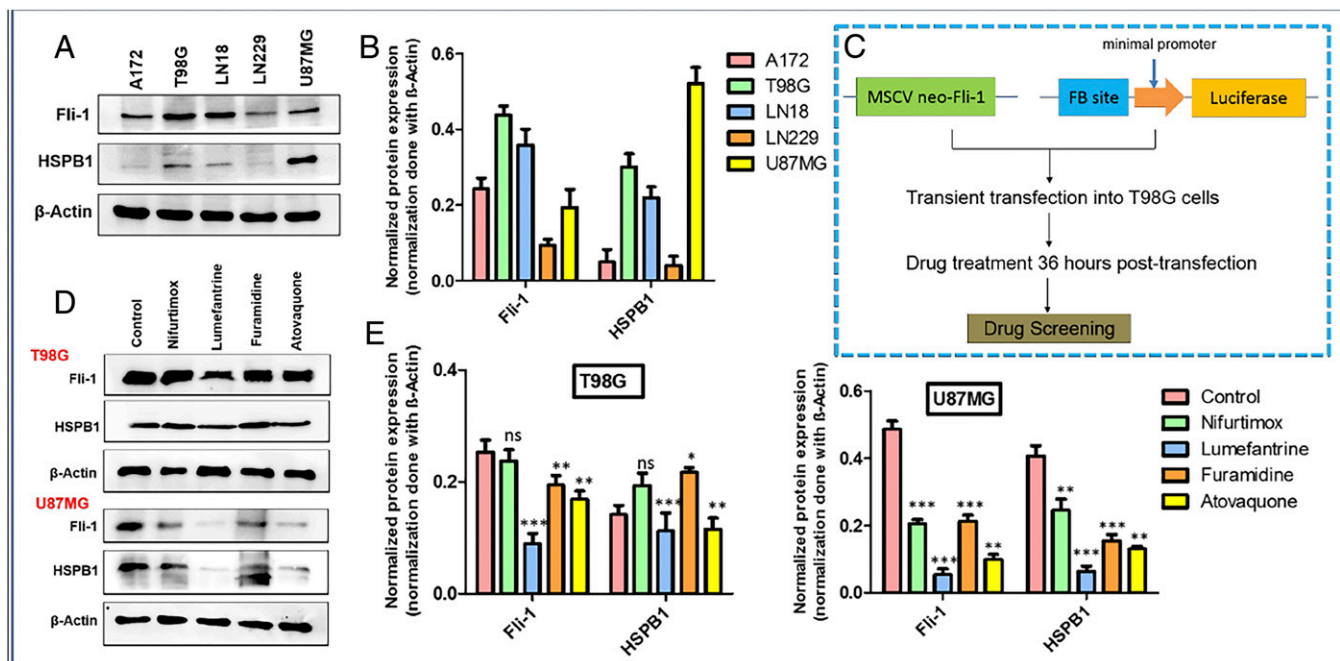 A
A172
T98G
LN18
LN229
U87MG
Fli-1
HSPB1
β-Actin
B
Normalized protein expression
(normalization done with ß-Actin)
0.6
0.4
0.2
0.0
Fli-1
HSPB1
A172
T98G
LN18
LN229
U87MG
C
minimal promoter
MSCV neo-Fli-1
FB site
Luciferase
Transient transfection into T98G cells
Drug treatment 36 hours post-transfection
Drug Screening
D
Control
Nifurtimox
Lumefantrine
Furamidine
Atovaquone
T98G
Fli-1
HSPB1
β-Actin
U87MG
Fli-1
HSPB1
β-Actin
E
T98G
Normalized protein expression
(normalization done with ß-Actin)
0.4
0.2
0.0
ns
***
**
**
ns
***
*
**
Fli-1
HSPB1
U87MG
Normalized protein expression
(normalization done with ß-Actin)
0.6
0.4
0.2
0.0
***
***
***
**
**
***
***
**
Fli-1
HSPB1
Control
Nifurtimox
Lumefantrine
Furamidine
Atovaquone